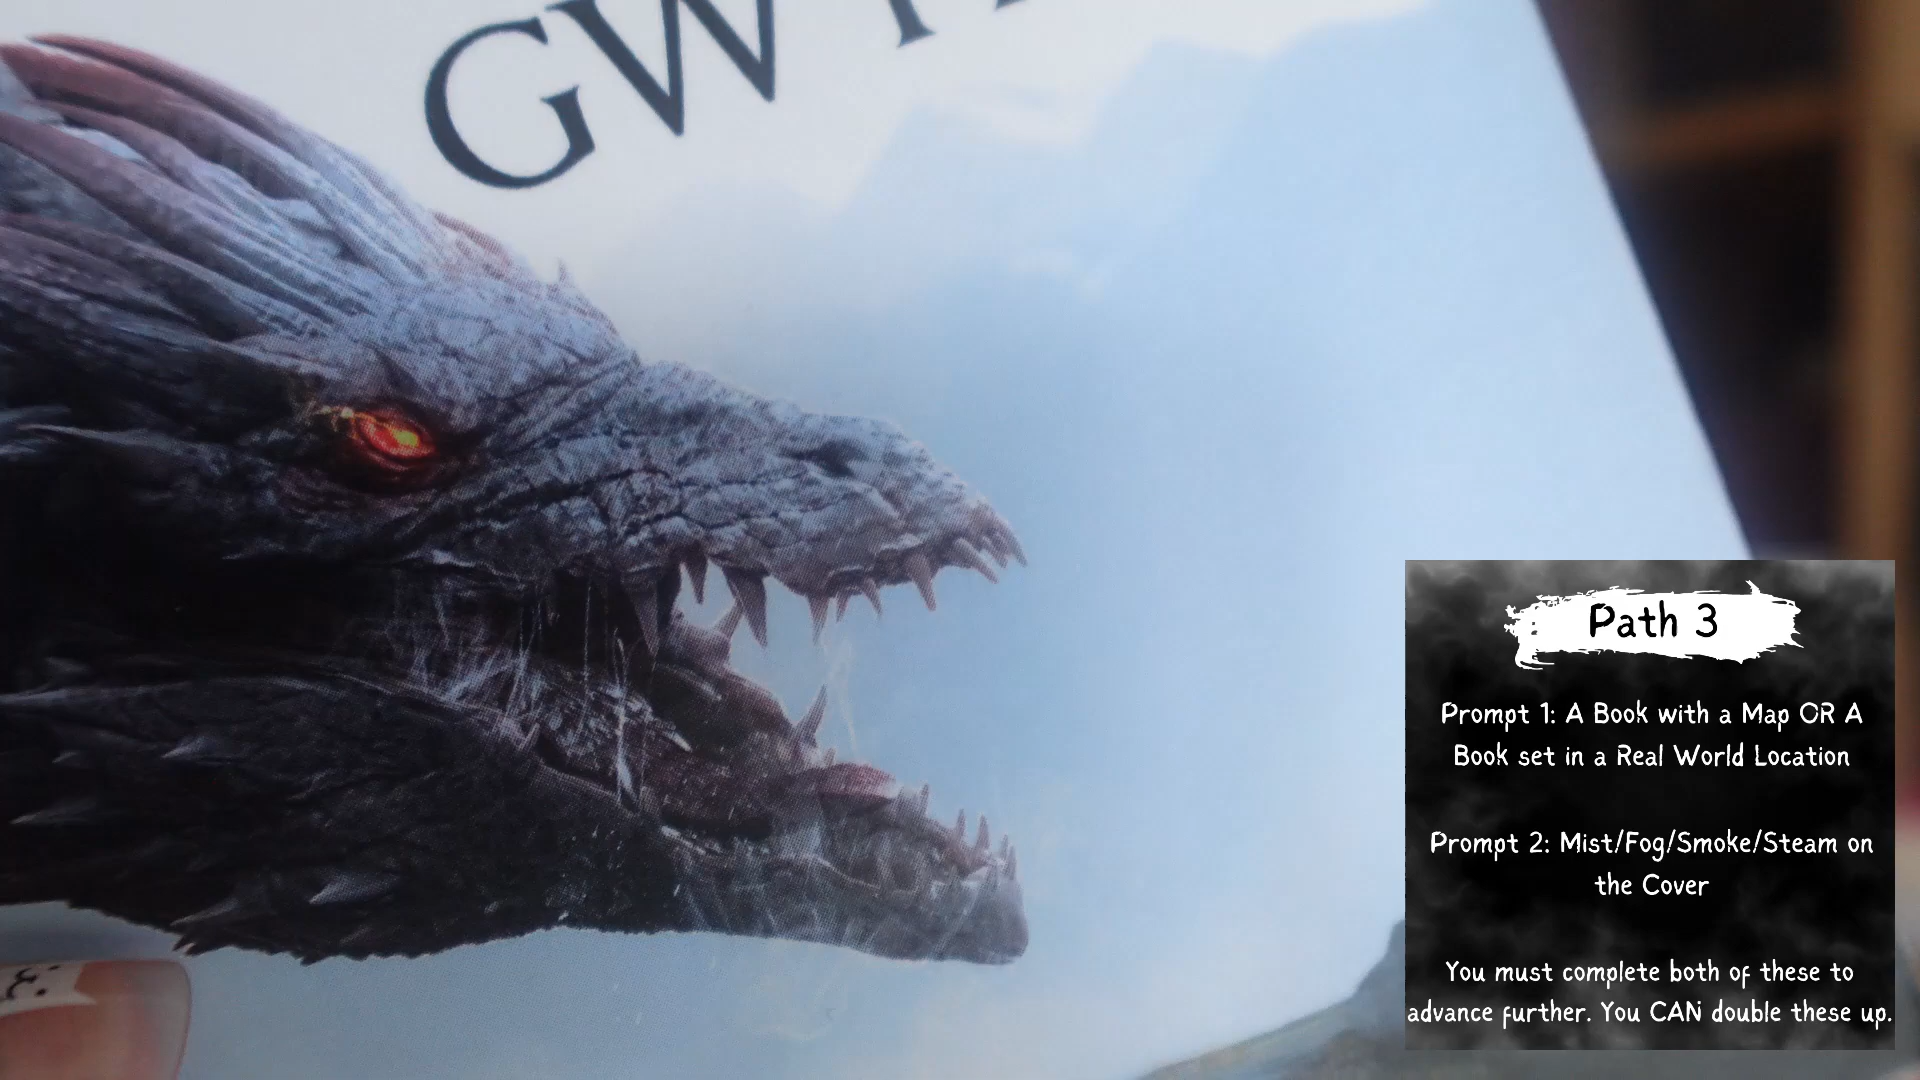 GW
Path 3
Prompt 1: A Book with a Map OR A
Book set in a Real World Location
Prompt 2: Mist/Fog/Smoke/Steam on
the Cover
You must complete both of these to
advance further. You CAN double these up.